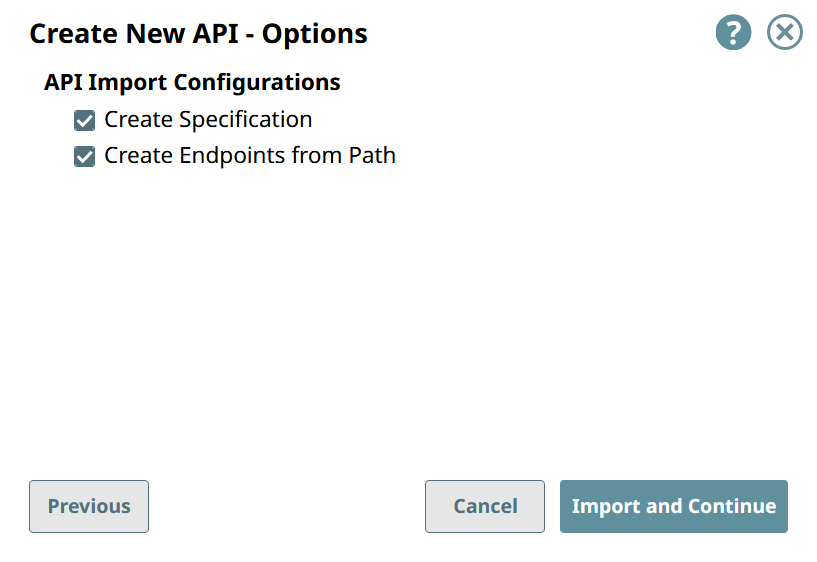 Create New API - Options
?
API Import Configurations
Create Specification
Create Endpoints from Path
Previous
Cancel
Import and Continue